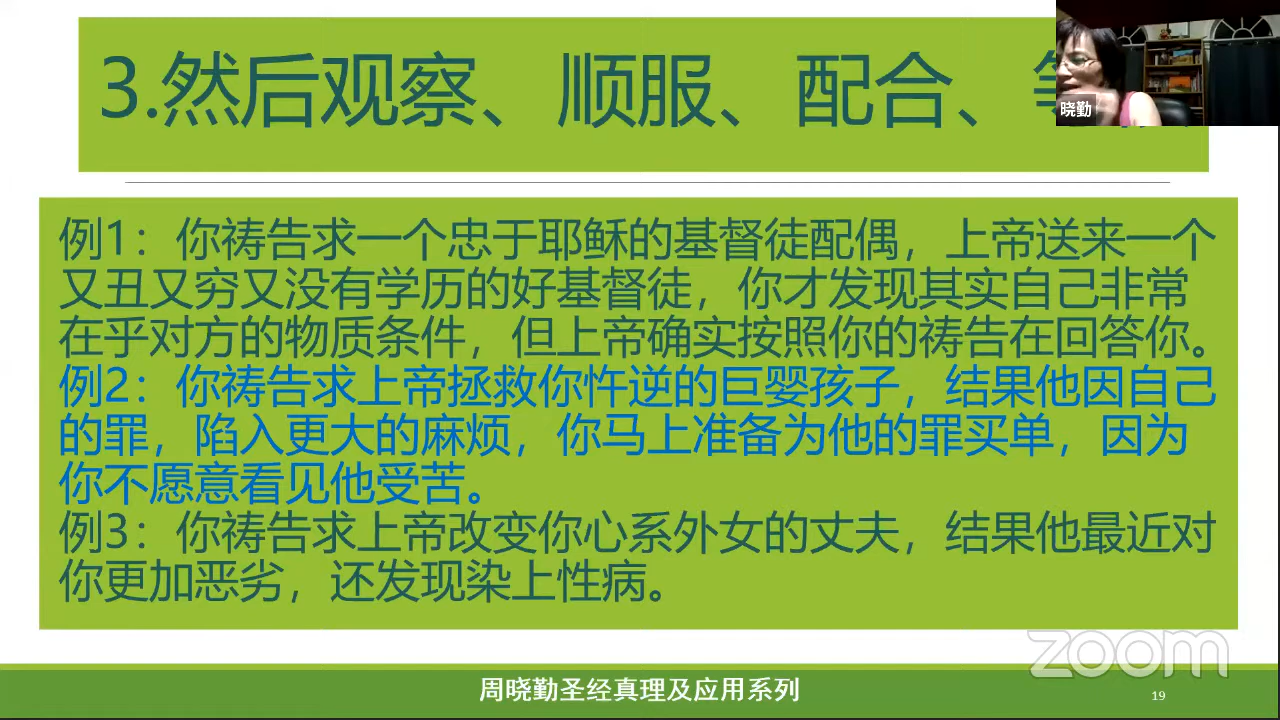 3.然后观察、顺服、配合、
晓勤
例1：你祷告求一个忠于耶稣的基督徒配偶，上帝送来一个
又丑又穷又没有学历的好基督徒，你才发现其实自己非常
在乎对方的物质条件，但上帝确实按照你的祷告在回答你。
例2：你祷告求上帝拯救你忤逆的巨婴孩子，结果他因自己
的罪，陷入更大的麻烦，你马上准备为他的罪买单，因为
你不愿意看见他受苦。
例3：你祷告求上帝改变你心系外女的丈夫，结果他最近对
你更加恶劣，还发现染上性病。
zoom
周晓勤圣经真理及应用系列
19